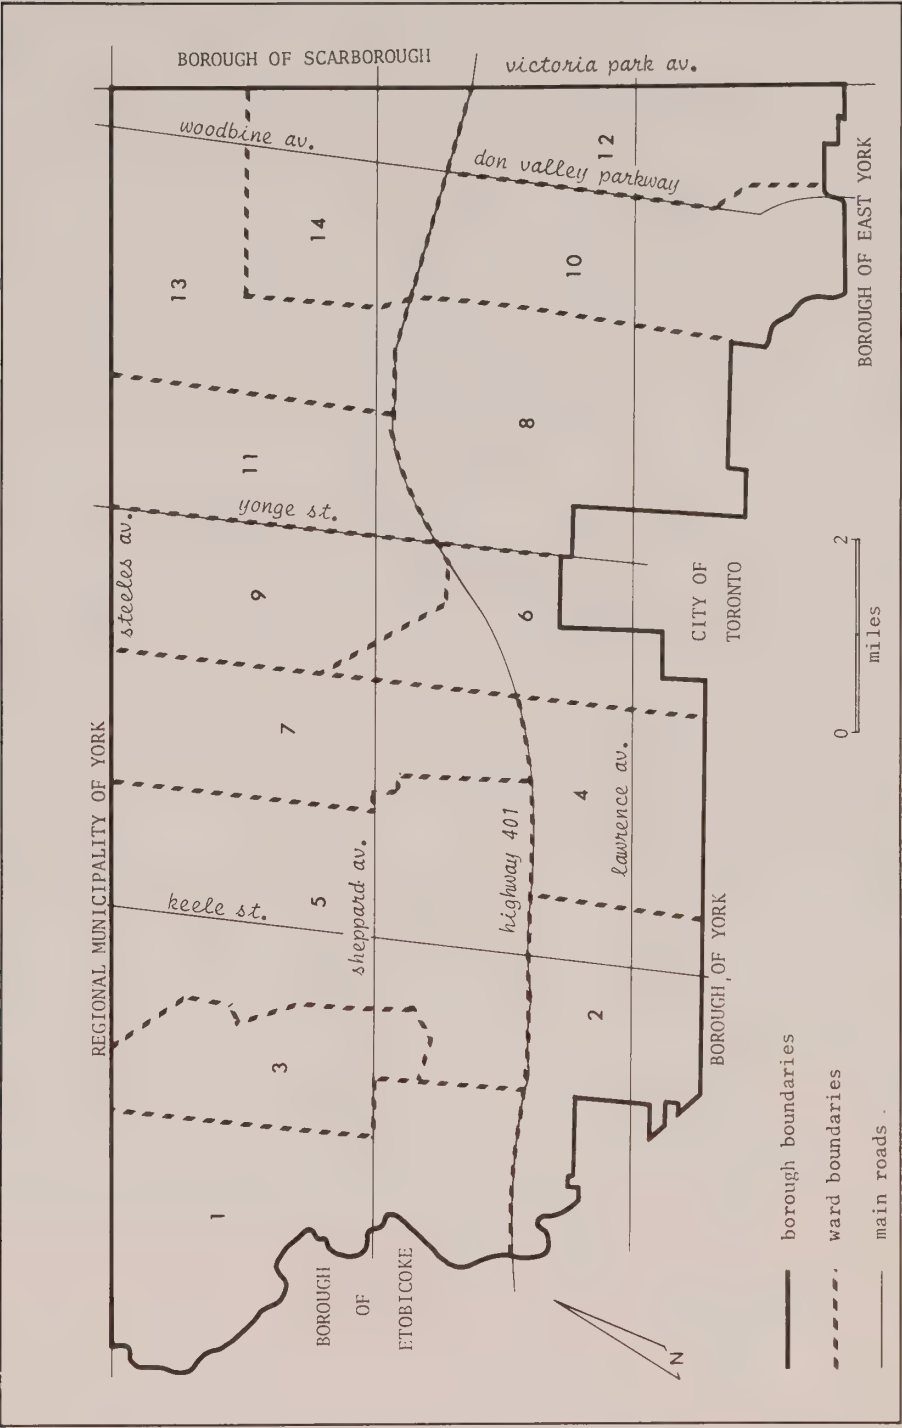 BOROUGH OF SCARBOROUGH
victoria park av.
woodbine av.
don valley parkway
12
14
13
10
BOROUGH OF EAST YORK
11
8
yonge st.
steeles av.
9
6
CITY OF
TORONTO
0
2
miles
REGIONAL MUNICIPALITY OF YORK
7
4
lawrence av.
highway 401
sheppard av.
5
keele st.
3
2
BOROUGH OF YORK
1
BOROUGH
OF
ETOBICOKE
N
borough boundaries
ward boundaries
main roads